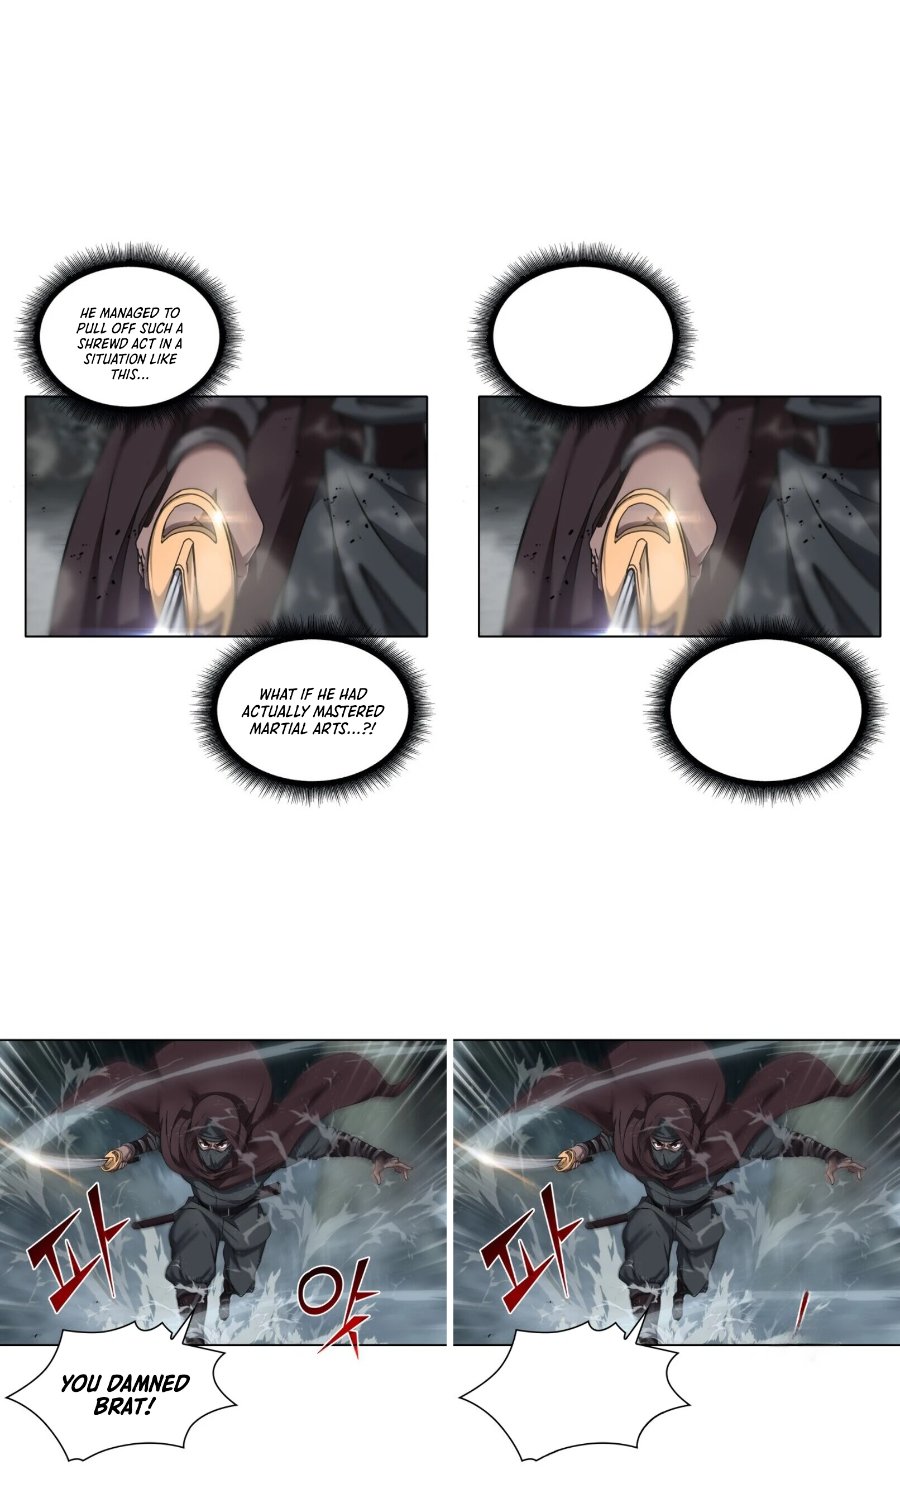 HE MANAGED TO
PULL OFF SUCH A
SHREWD ACT IN A
SITUATION LIKE
THIS...
WHAT IF HE HAD
ACTUALLY MASTERED
MARTIAL ARTS...?!
파
앗
파
YOU DAMNED
BRAT!